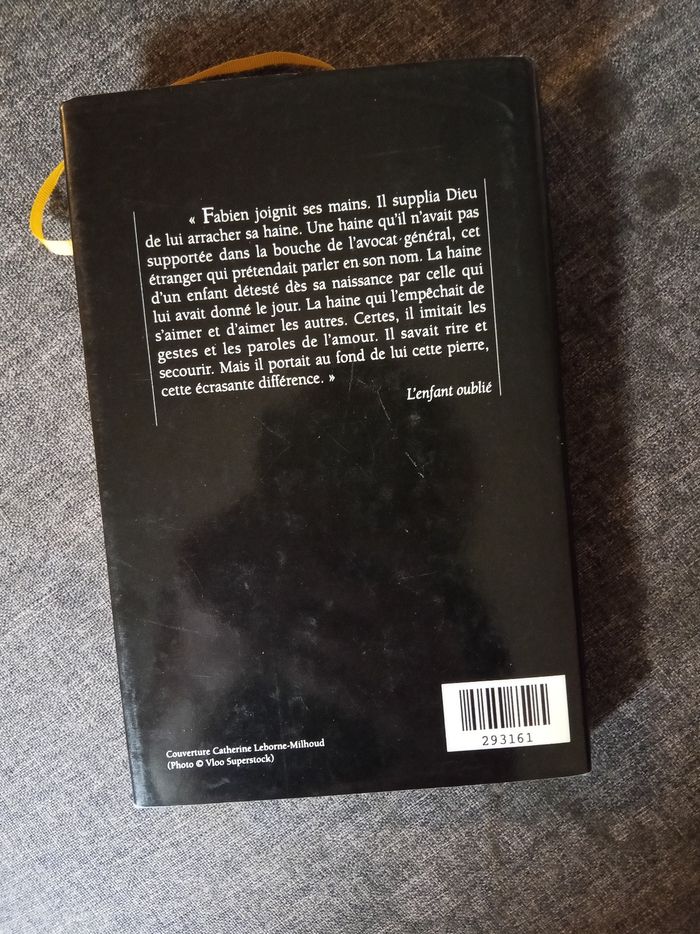 « Fabien joignit ses mains. Il supplia Dieu
de lui arracher sa haine. Une haine qu'il n'avait pas
supportée dans la bouche de l'avocat général, cet
étranger qui prétendait parler en son nom. La haine
d'un enfant détesté dès sa naissance par celle qui
lui avait donné le jour. La haine qui l'empêchait de
s'aimer et d'aimer les autres. Certes, il imitait les
gestes et les paroles de l'amour. Il savait rire et
secourir. Mais il portait au fond de lui cette pierre,
cette écrasante différence. »
L'enfant oublié
Couverture Catherine Leborne-Milhoud
(Photo © Vloo Superstock)
293161